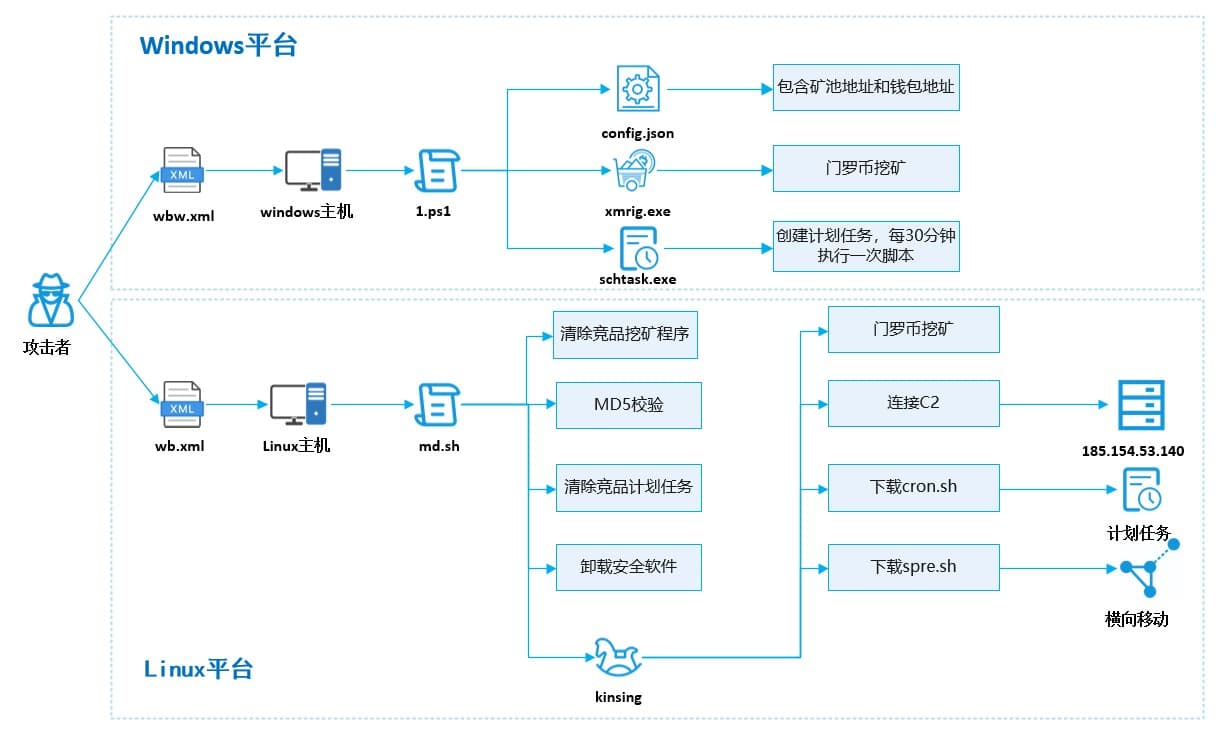 Windows平台
XML
wbw.xml
windows主机
1.ps1
config.json
包含矿池地址和钱包地址
xmrig.exe
门罗币挖矿
schtask.exe
创建计划任务，每30分钟
执行一次脚本
攻击者
XML
wb.xml
Linux主机
md.sh
清除竞品挖矿程序
MD5校验
清除竞品计划任务
卸载安全软件
kinsing
门罗币挖矿
连接C2
185.154.53.140
下载cron.sh
计划任务
下载spre.sh
横向移动
Linux平台